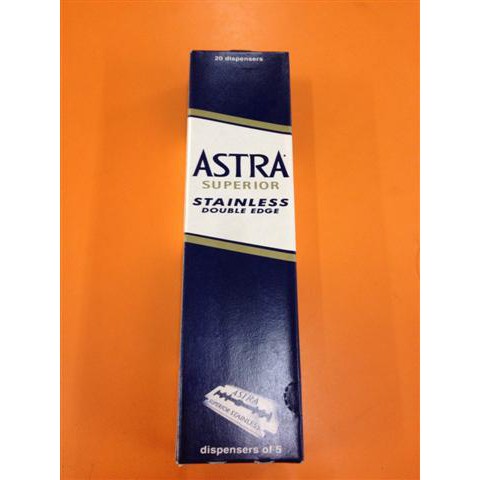 20 dispensers
ASTRA
SUPERIOR
STAINLESS
DOUBLE EDGE
ASTRA
SUPERIOR STAINLESS
dispensers of 5